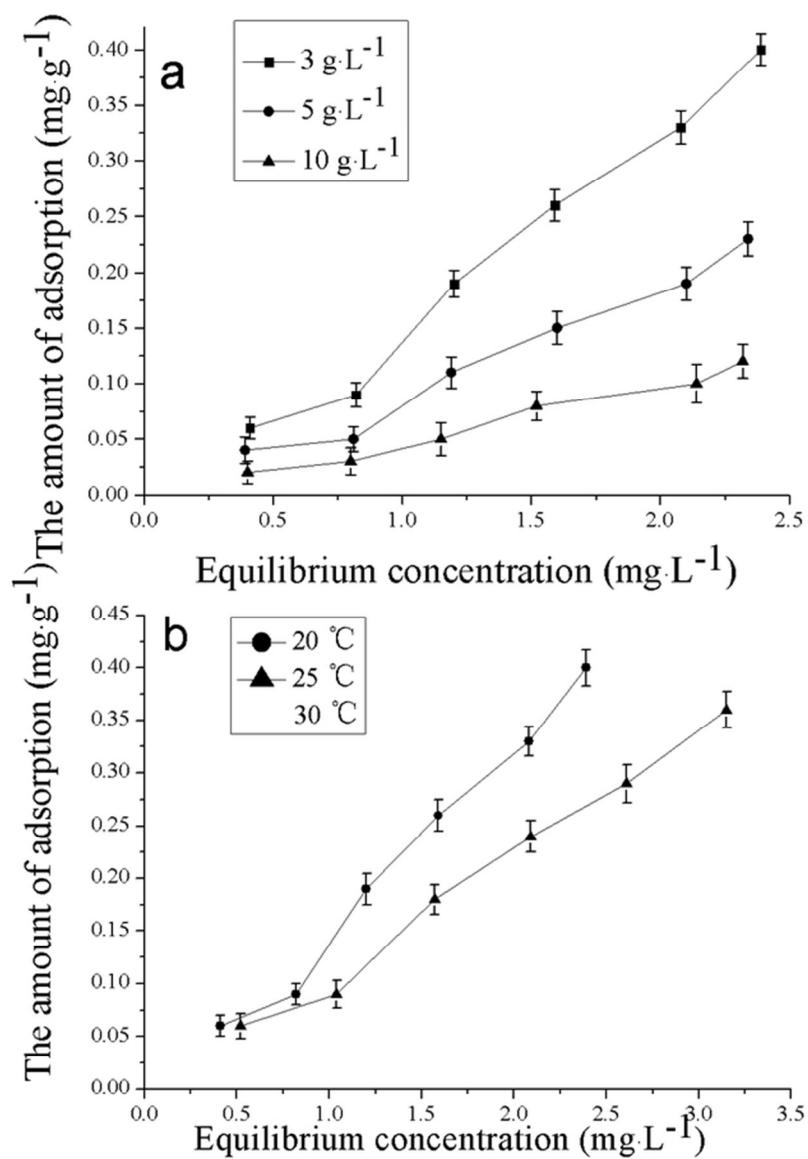 a
3 g·L-1
5 g·L-1
10 g·L-1
The amount of adsorption (mg·g-1)
0.40
0.35
0.30
0.25
0.20
0.15
0.10
0.05
0.00
0.0 0.5 1.0 1.5 2.0 2.5
Equilibrium concentration (mg·L-1)
b
20 ℃
25 ℃
30 ℃
The amount of adsorption (mg·g-1)
0.45
0.40
0.35
0.30
0.25
0.20
0.15
0.10
0.05
0.00
0.0 0.5 1.0 1.5 2.0 2.5 3.0 3.5
Equilibrium concentration (mg·L-1)